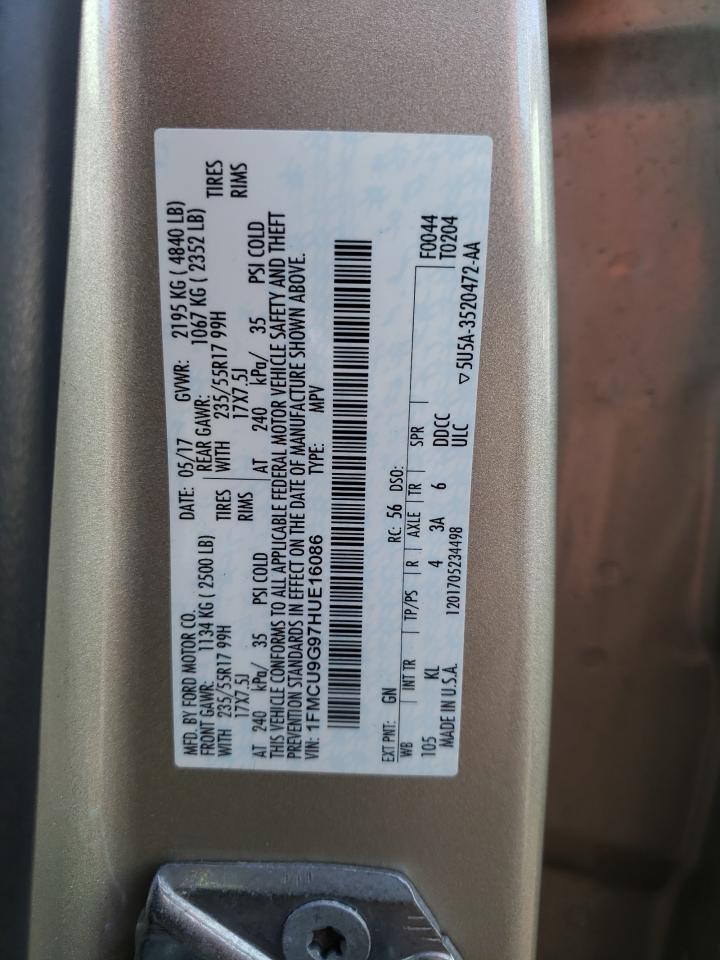 MFD. BY FORD MOTOR CO.
DATE: 05/17 GVWR: 2195 KG ( 4840 LB)
FRONT GAWR: 1134 KG ( 2500 LB) REAR GAWR: 1067 KG ( 2352 LB)
WITH 235/55R17 99H TIRES WITH 235/55R17 99H TIRES
17X7.5J RIMS 17X7.5J RIMS
AT 240 kPa/ 35 PSI COLD AT 240 kPa/ 35 PSI COLD
THIS VEHICLE CONFORMS TO ALL APPLICABLE FEDERAL MOTOR VEHICLE SAFETY AND THEFT
PREVENTION STANDARDS IN EFFECT ON THE DATE OF MANUFACTURE SHOWN ABOVE.
VIN: 1FMCU9G97HUE16086 TYPE: MPV
EXT PNT: GN RC: 56 DSO:
WB INT TR TP/PS R AXLE TR SPR F0044
105 KL 4 3A 6 DDCC T0204
MADE IN U.S.A. 1201705234498 ULC
▽5U5A-3520472-AA